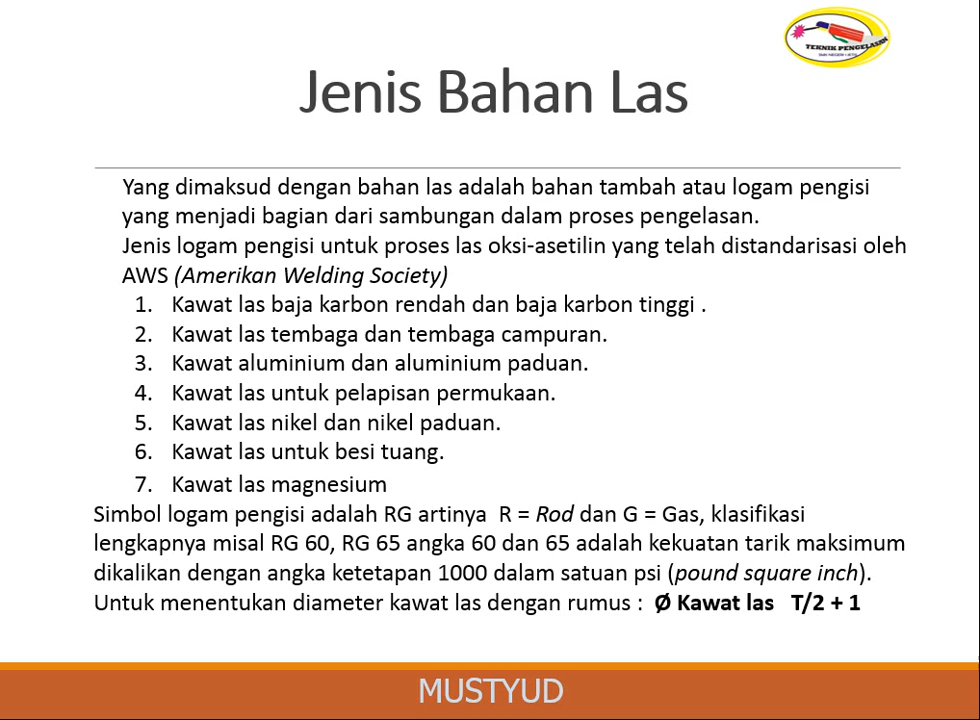 TEKNIK PENGELASAN
Jenis Bahan Las
Yang dimaksud dengan bahan las adalah bahan tambah atau logam pengisi
yang menjadi bagian dari sambungan dalam proses pengelasan.
Jenis logam pengisi untuk proses las oksi-asetilin yang telah distandarisasi oleh
AWS (Amerikan Welding Society)
1. Kawat las baja karbon rendah dan baja karbon tinggi .
2. Kawat las tembaga dan tembaga campuran.
3. Kawat aluminium dan aluminium paduan.
4. Kawat las untuk pelapisan permukaan.
5. Kawat las nikel dan nikel paduan.
6. Kawat las untuk besi tuang.
7. Kawat las magnesium
Simbol logam pengisi adalah RG artinya R = Rod dan G = Gas, klasifikasi
lengkapnya misal RG 60, RG 65 angka 60 dan 65 adalah kekuatan tarik maksimum
dikalikan dengan angka ketetapan 1000 dalam satuan psi (pound square inch).
Untuk menentukan diameter kawat las dengan rumus : Ø Kawat las T/2 + 1
MUSTYUD